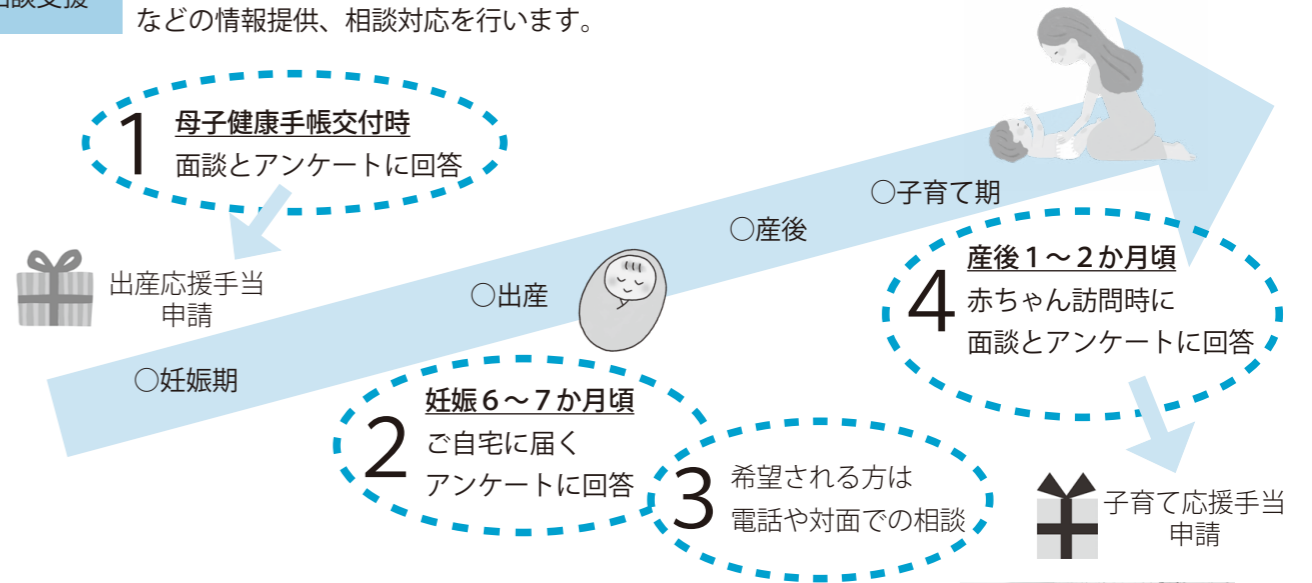 相談支援
などの情報提供、相談対応を行います。
1
母子健康手帳交付時
面談とアンケートに回答
出産応援手当
申請
○妊娠期
○出産
○産後
○子育て期
2
妊娠6～7か月頃
ご自宅に届く
アンケートに回答
3
希望される方は
電話や対面での相談
4
産後1～2か月頃
赤ちゃん訪問時に
面談とアンケートに回答
子育て応援手当
申請